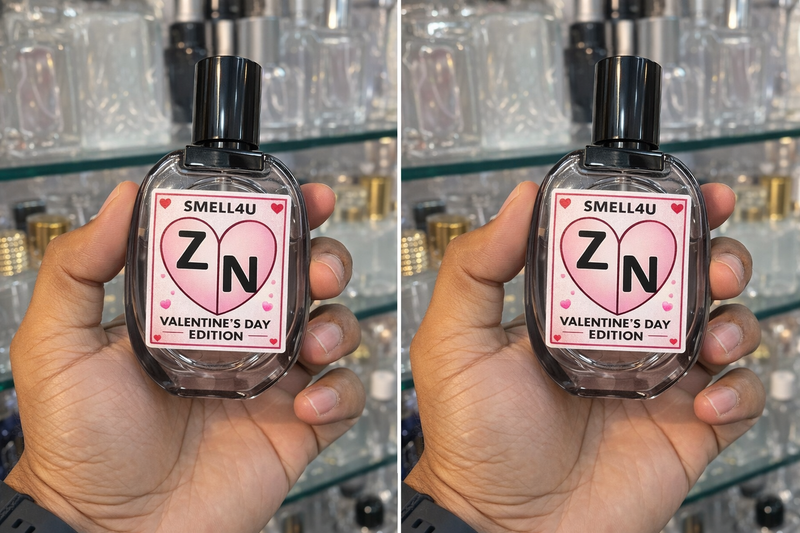 SMELL4U
Z
N
VALENTINE'S DAY
EDITION
SMELL4U
Z
N
VALENTINE'S DAY
EDITION